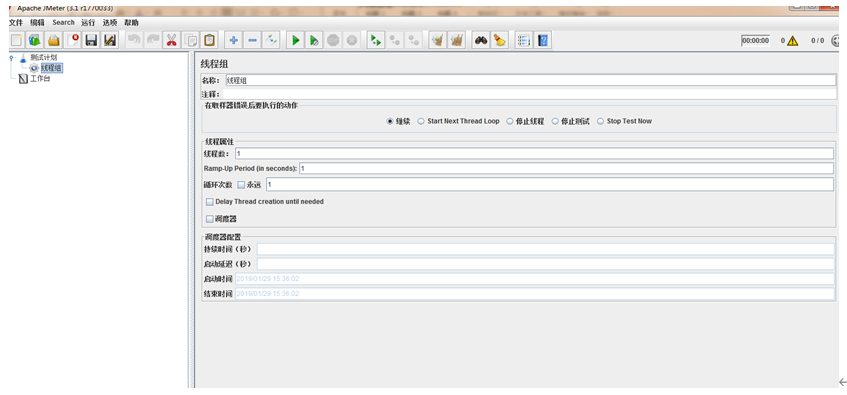 Apache JMeter (3.1 r1770033)
文件 编辑 Search 运行 选项 帮助
00:00:00 0 0 / 0
测试计划
线程组
工作台
线程组
名称: 线程组
注释:
在取样器错误后要执行的动作
继续 Start Next Thread Loop 停止线程 停止测试 Stop Test Now
线程属性
线程数: 1
Ramp-Up Period (in seconds): 1
循环次数 永远 1
Delay Thread creation until needed
调度器
调度器配置
持续时间（秒）
启动延迟（秒）
启动时间 2019/01/29 15:36:02
结束时间 2019/01/29 15:36:02